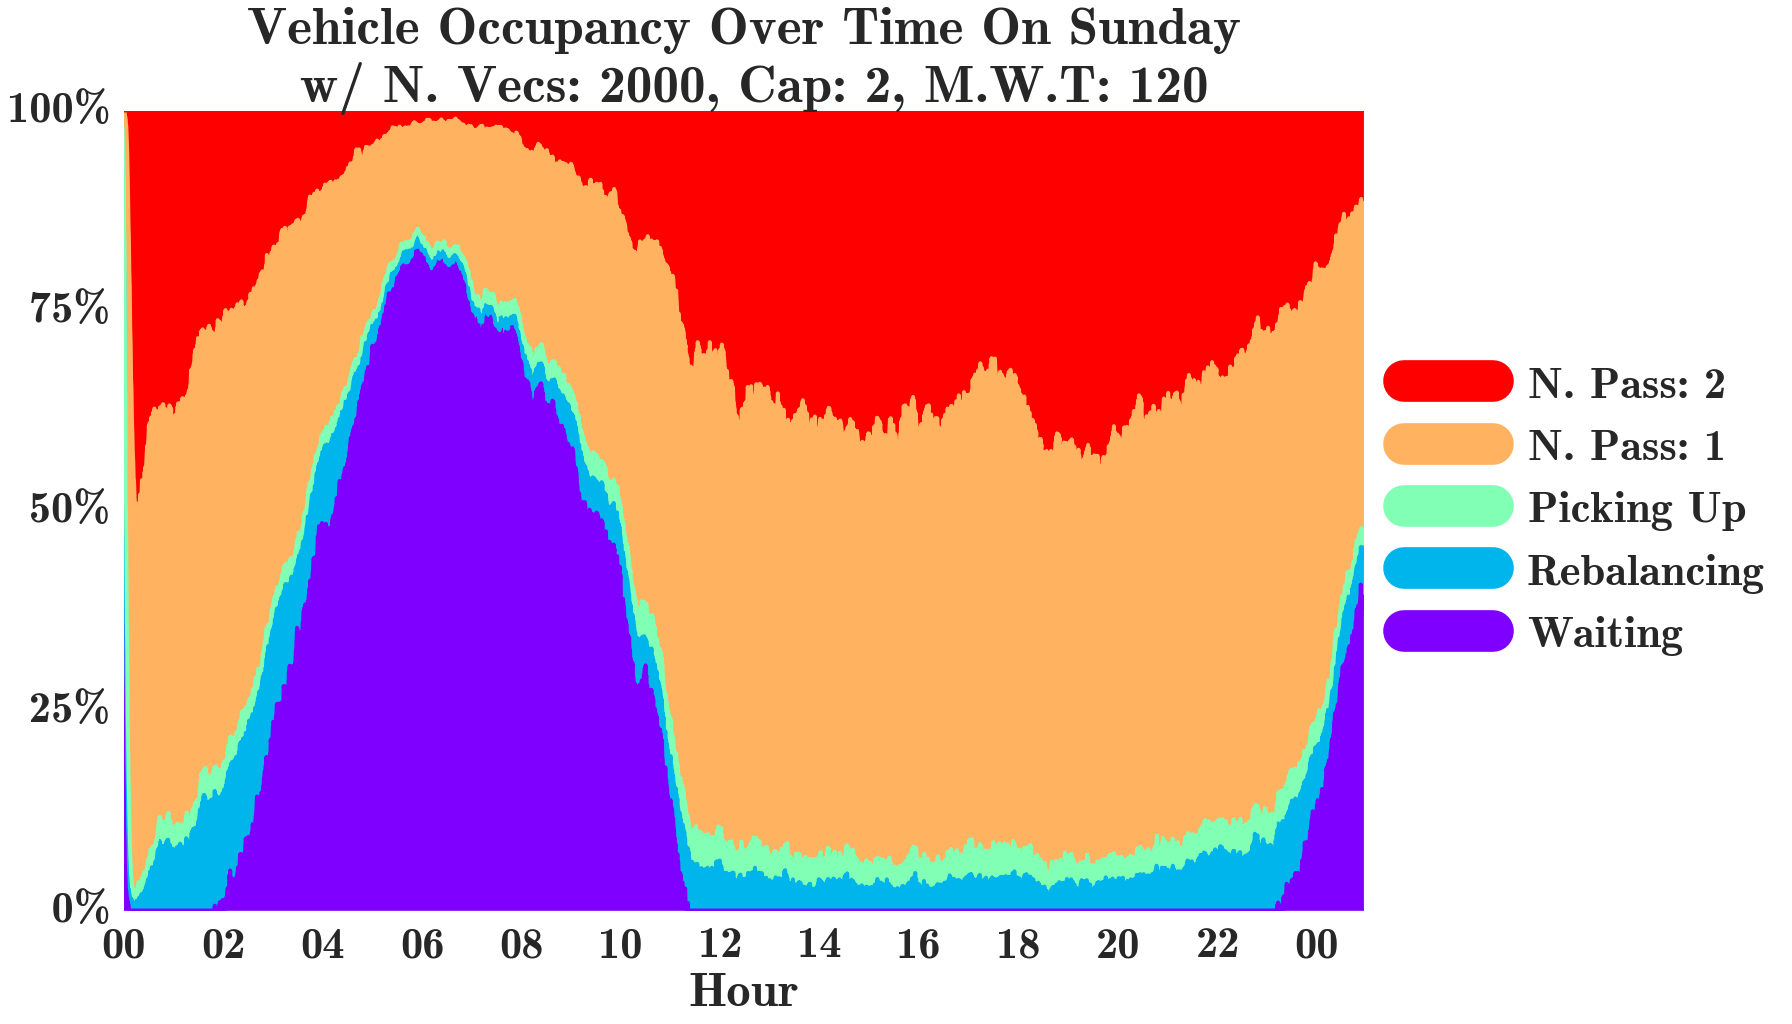 Vehicle Occupancy Over Time On Sunday
w/ N. Vecs: 2000, Cap: 2, M.W.T: 120
100%
75%
50%
25%
0%
00 02 04 06 08 10 12 14 16 18 20 22 00
Hour
N. Pass: 2
N. Pass: 1
Picking Up
Rebalancing
Waiting